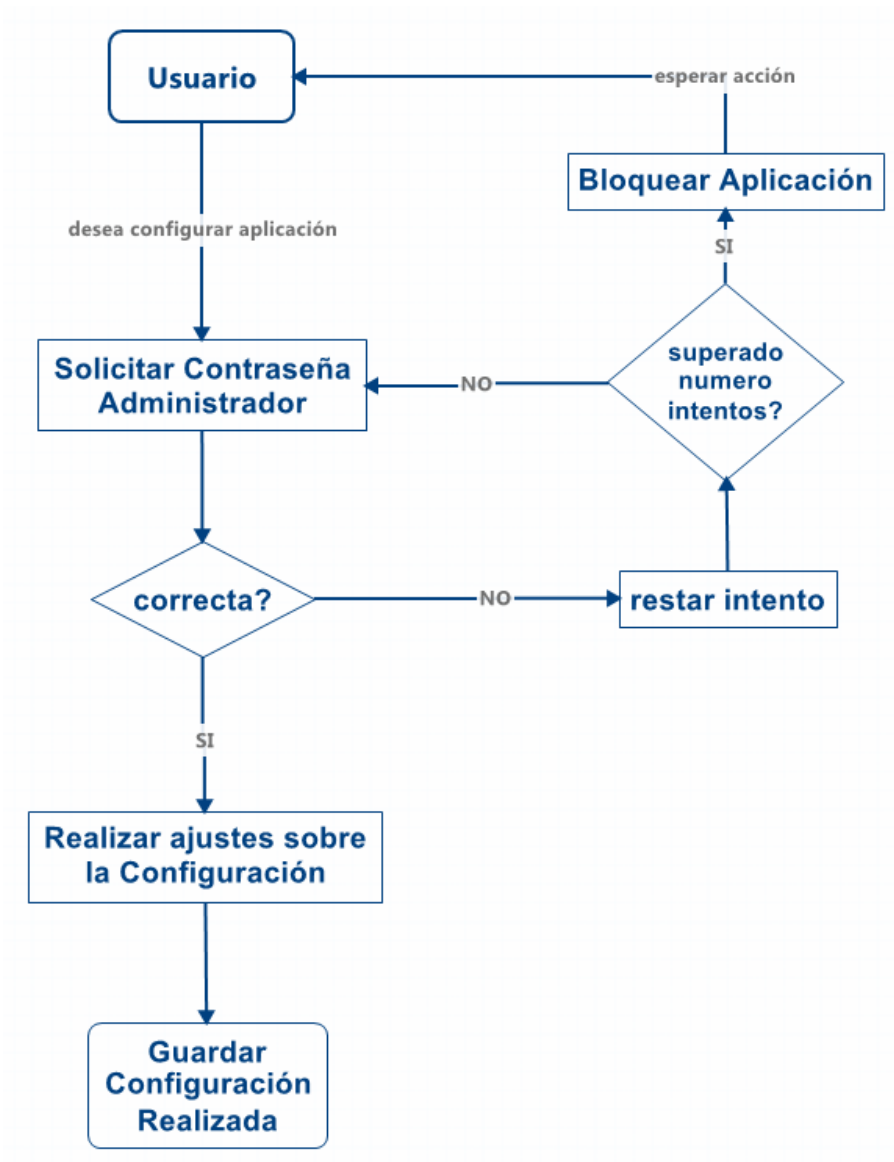 Usuario
esperar acción
Bloquear Aplicación
desea configurar aplicación
SI
superado
numero
intentos?
Solicitar Contraseña
Administrador
NO
correcta?
NO
restar intento
SI
Realizar ajustes sobre
la Configuración
Guardar
Configuración
Realizada